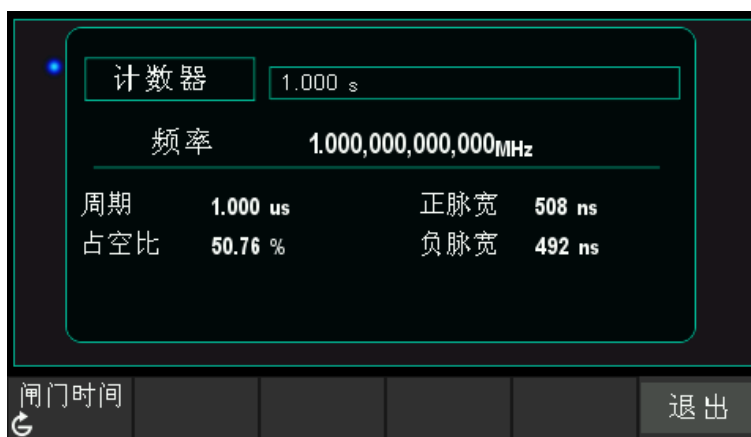 计数器 1.000 s
频率 1.000,000,000,000MHz
周期 1.000 us 正脉宽 508 ns
占空比 50.76 % 负脉宽 492 ns
闸门时间 退出